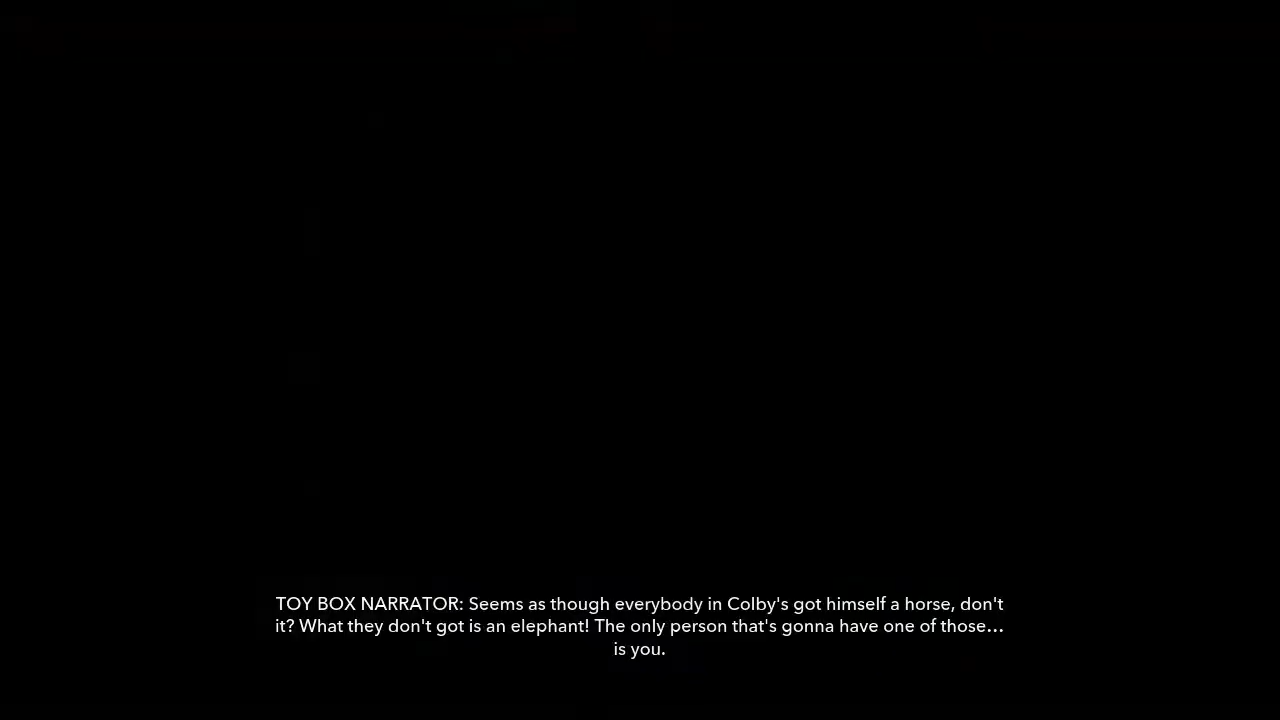 TOY BOX NARRATOR: Seems as though everybody in Colby's got himself a horse, don't
it? What they don't got is an elephant! The only person that's gonna have one of those...
is you.